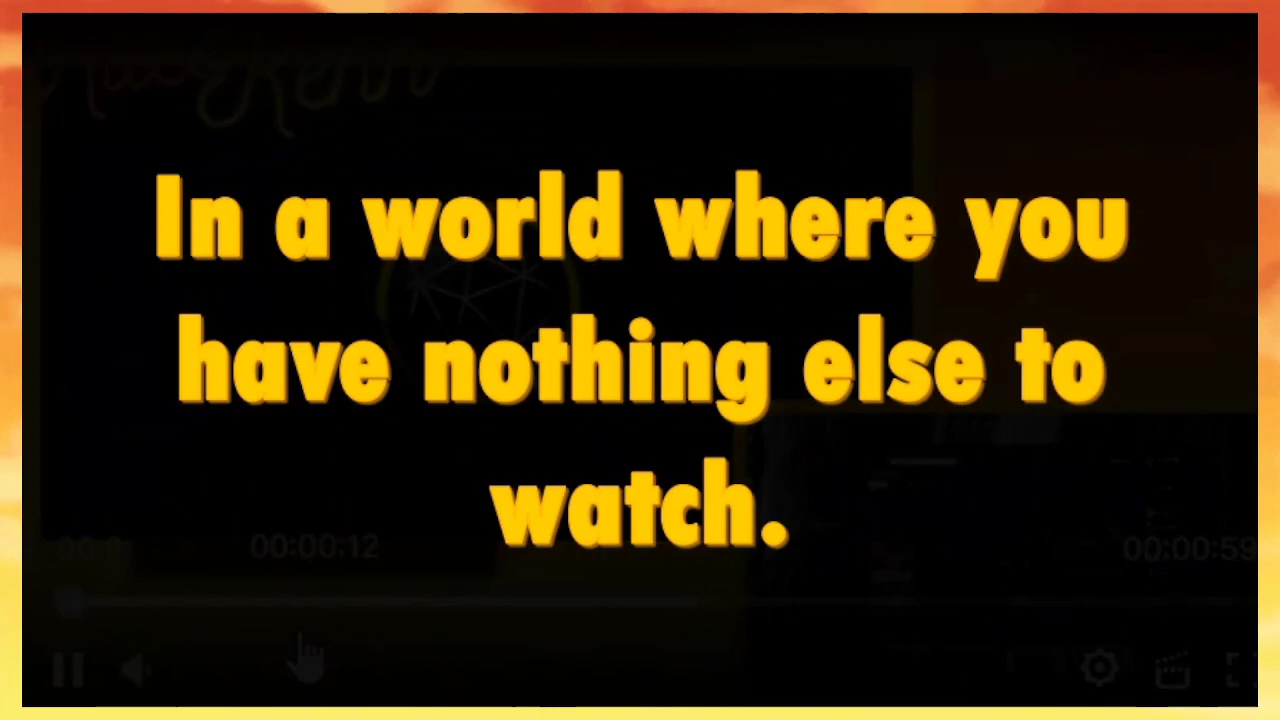 In a world where you
have nothing else to
watch.
00:00:12
00:00:59